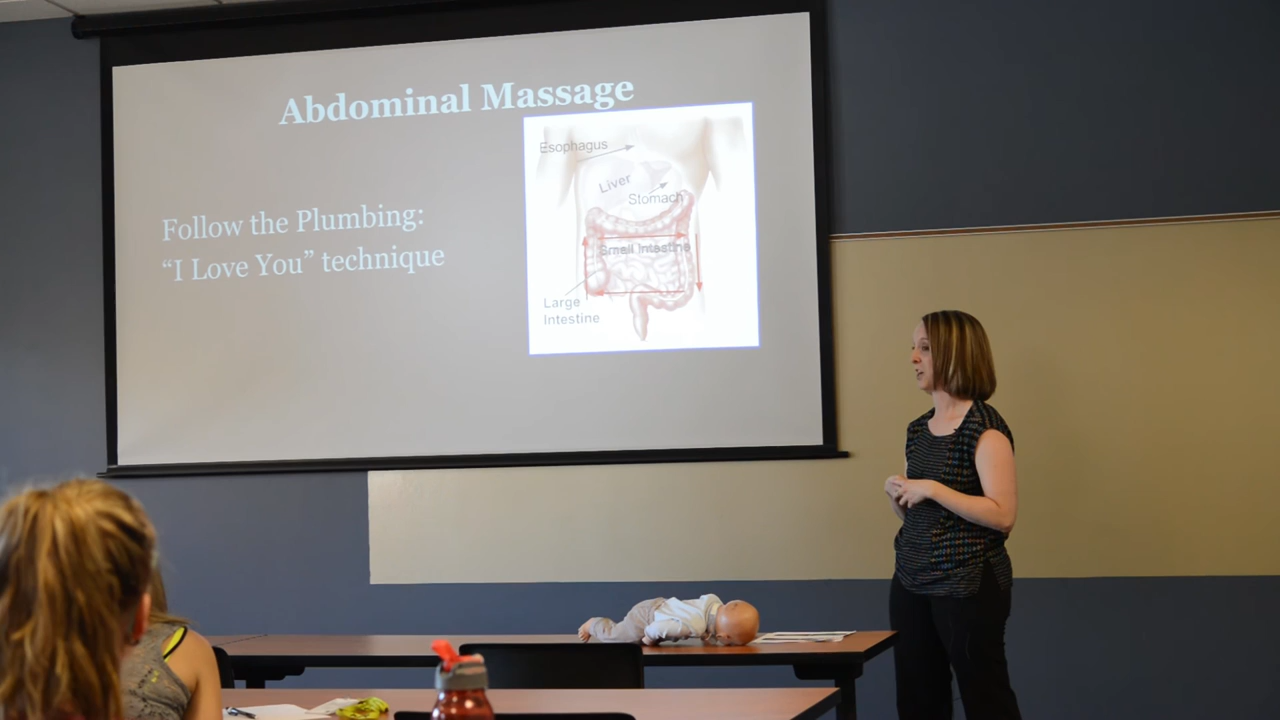 Abdominal Massage
Esophagus
Liver
Stomach
Follow the Plumbing:
"I Love You" technique
Small Intestine
Large
Intestine